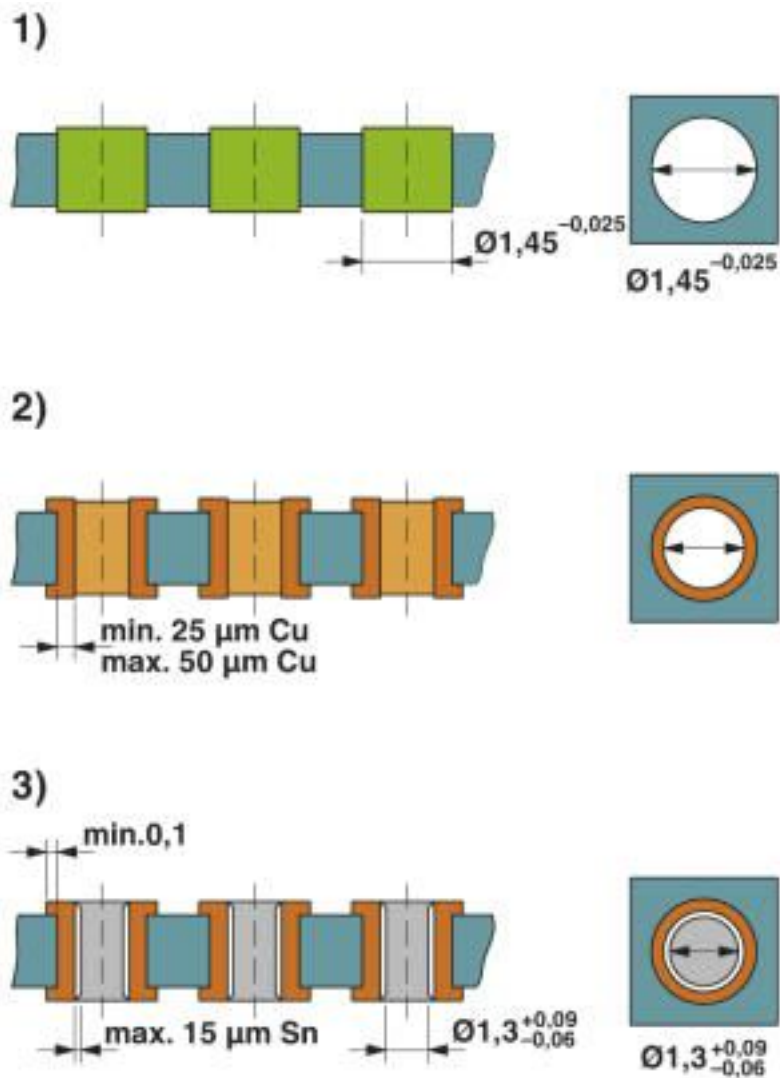 1)
Ø1,45 –0,025
Ø1,45 –0,025
2)
min. 25 µm Cu
max. 50 µm Cu
3)
min.0,1
max. 15 µm Sn
Ø1,3 +0,09 –0,06
Ø1,3 +0,09 –0,06